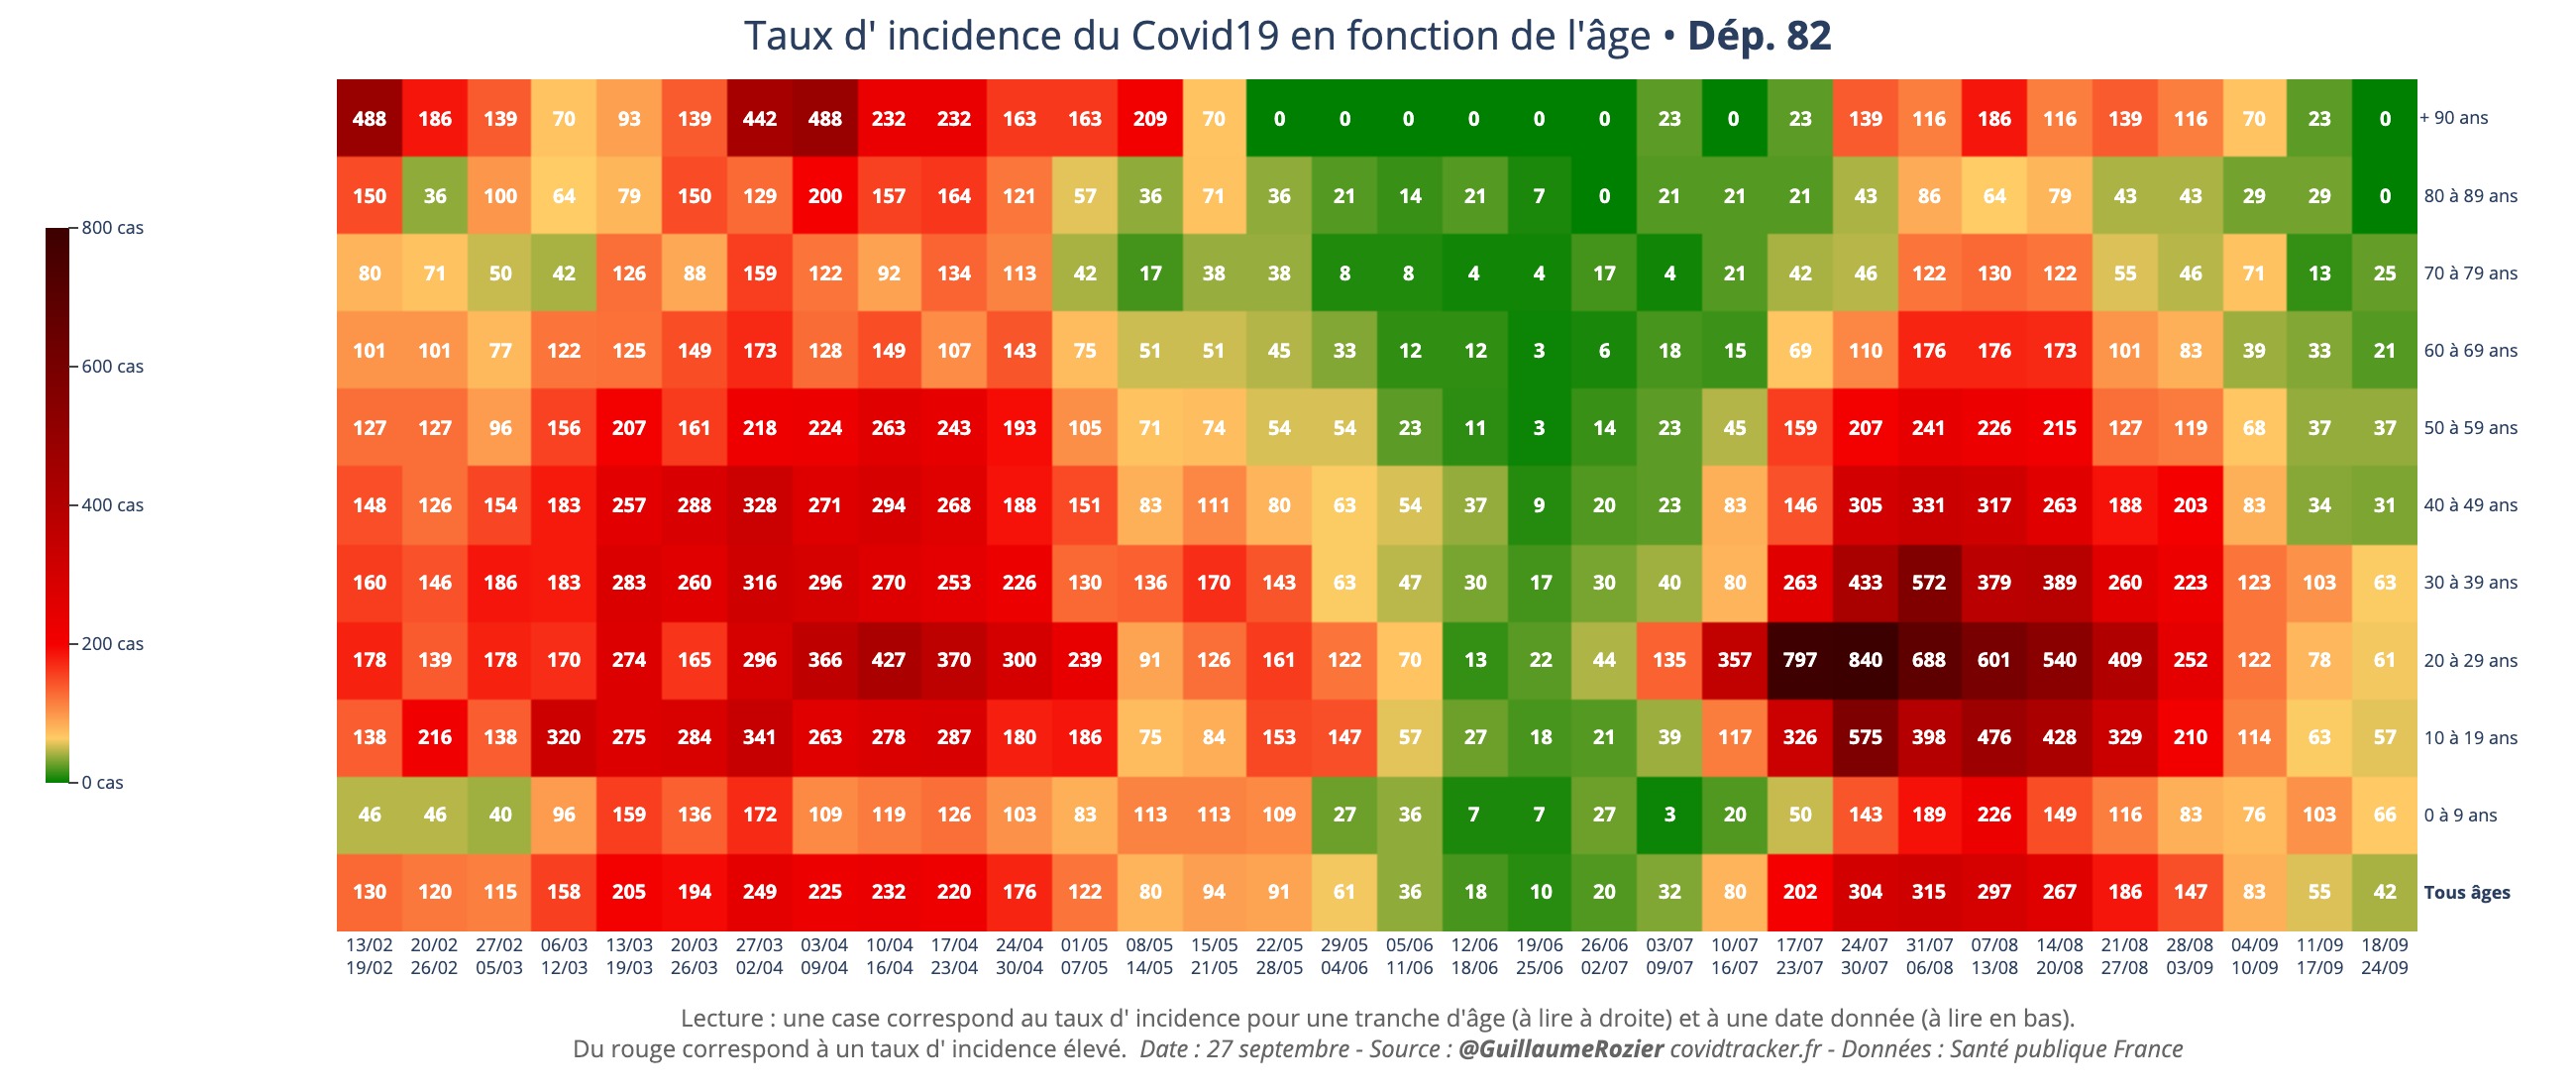 Taux d' incidence du Covid19 en fonction de l'âge • Dép. 82
488 186 139 70 93 139 442 488 232 232 163 163 209 70 0 0 0 0 0 0 23 0 23 139 116 186 116 139 116 70 23 0 + 90 ans
150 36 100 64 79 150 129 200 157 164 121 57 36 71 36 21 14 21 7 0 21 21 21 43 86 64 79 43 43 29 29 0 80 à 89 ans
800 cas
80 71 50 42 126 88 159 122 92 134 113 42 17 38 38 8 8 4 4 17 4 21 42 46 122 130 122 55 46 71 13 25 70 à 79 ans
101 101 77 122 125 149 173 128 149 107 143 75 51 51 45 33 12 12 3 6 18 15 69 110 176 176 173 101 83 39 33 21 60 à 69 ans
600 cas
127 127 96 156 207 161 218 224 263 243 193 105 71 74 54 54 23 11 3 14 23 45 159 207 241 226 215 127 119 68 37 37 50 à 59 ans
400 cas
148 126 154 183 257 288 328 271 294 268 188 151 83 111 80 63 54 37 9 20 23 83 146 305 331 317 263 188 203 83 34 31 40 à 49 ans
160 146 186 183 283 260 316 296 270 253 226 130 136 170 143 63 47 30 17 30 40 80 263 433 572 379 389 260 223 123 103 63 30 à 39 ans
200 cas
178 139 178 170 274 165 296 366 427 370 300 239 91 126 161 122 70 13 22 44 135 357 797 840 688 601 540 409 252 122 78 61 20 à 29 ans
138 216 138 320 275 284 341 263 278 287 180 186 75 84 153 147 57 27 18 21 39 117 326 575 398 476 428 329 210 114 63 57 10 à 19 ans
0 cas
46 46 40 96 159 136 172 109 119 126 103 83 113 113 109 27 36 7 7 27 3 20 50 143 189 226 149 116 83 76 103 66 0 à 9 ans
130 120 115 158 205 194 249 225 232 220 176 122 80 94 91 61 36 18 10 20 32 80 202 304 315 297 267 186 147 83 55 42 Tous âges
13/02 20/02 27/02 06/03 13/03 20/03 27/03 03/04 10/04 17/04 24/04 01/05 08/05 15/05 22/05 29/05 05/06 12/06 19/06 26/06 03/07 10/07 17/07 24/07 31/07 07/08 14/08 21/08 28/08 04/09 11/09 18/09
19/02 26/02 05/03 12/03 19/03 26/03 02/04 09/04 16/04 23/04 30/04 07/05 14/05 21/05 28/05 04/06 11/06 18/06 25/06 02/07 09/07 16/07 23/07 30/07 06/08 13/08 20/08 27/08 03/09 10/09 17/09 24/09
Lecture : une case correspond au taux d' incidence pour une tranche d'âge (à lire à droite) et à une date donnée (à lire en bas).
Du rouge correspond à un taux d' incidence élevé. Date : 27 septembre - Source : @GuillaumeRozier covidtracker.fr - Données : Santé publique France